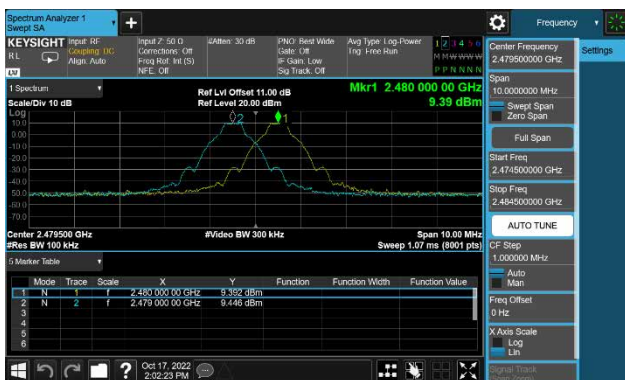 Spectrum Analyzer 1
Swept SA
+
Frequency
KEYSIGHT
RL
LXI
Input: RF
Coupling: DC
Align: Auto
Input Z: 50 Ω
Corrections: Off
Freq Ref: Int (S)
NFE: Off
#Atten: 30 dB
PNO: Best Wide
Gate: Off
IF Gain: Low
Sig Track: Off
Avg Type: Log-Power
Trig: Free Run
1 2 3 4 5 6
M M W W W W
P P N N N N
1 Spectrum
Scale/Div 10 dB
Ref Lvl Offset 11.00 dB
Ref Level 20.00 dBm
Mkr1 2.480 000 00 GHz
9.39 dBm
Log
10.0
0.00
-10.0
-20.0
-30.0
-40.0
-50.0
-60.0
-70.0
2
1
Center 2.479500 GHz
#Res BW 100 kHz
#Video BW 300 kHz
Span 10.00 MHz
Sweep 1.07 ms (8001 pts)
5 Marker Table
Mode Trace Scale X Y Function Function Width Function Value
1 N 1 f 2.480 000 00 GHz 9.392 dBm
2 N 2 f 2.479 000 00 GHz 9.446 dBm
3
4
5
6
?
Oct 17, 2022
2:02:23 PM
Center Frequency
2.479500000 GHz
Settings
Span
10.0000000 MHz
Swept Span
Zero Span
Full Span
Start Freq
2.474500000 GHz
Stop Freq
2.484500000 GHz
AUTO TUNE
CF Step
1.000000 MHz
Auto
Man
Freq Offset
0 Hz
X Axis Scale
Log
Lin
Signal Track